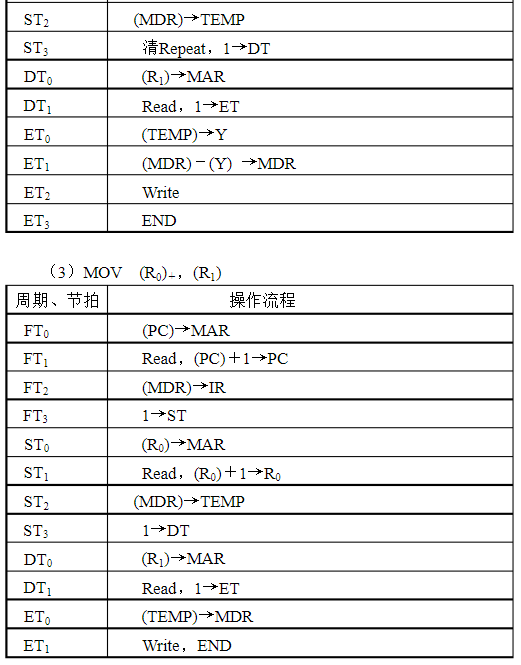 ST₂ (MDR)→TEMP
ST₃ 清Repeat，1→DT
DT₀ (R₁)→MAR
DT₁ Read，1→ET
ET₀ (TEMP)→Y
ET₁ (MDR)－(Y) →MDR
ET₂ Write
ET₃ END
（3）MOV (R₀)+，(R₁)
周期、节拍 操作流程
FT₀ (PC)→MAR
FT₁ Read，(PC)＋1→PC
FT₂ (MDR)→IR
FT₃ 1→ST
ST₀ (R₀)→MAR
ST₁ Read，(R₀)＋1→R₀
ST₂ (MDR)→TEMP
ST₃ 1→DT
DT₀ (R₁)→MAR
DT₁ Read，1→ET
ET₀ (TEMP)→MDR
ET₁ Write，END